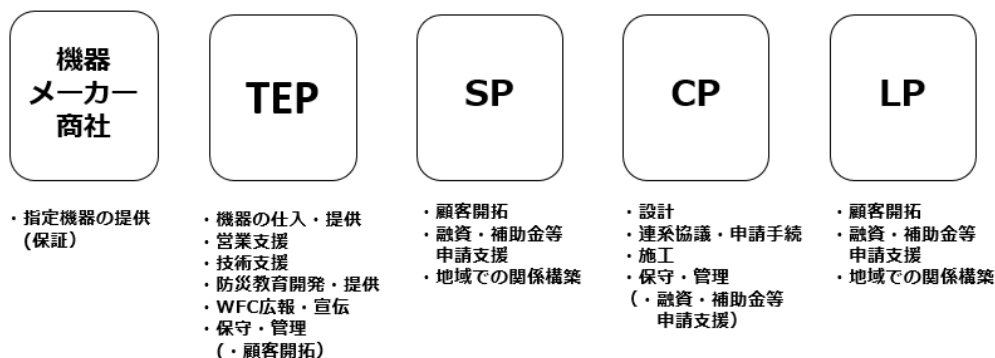 機器
メーカー
商社
TEP
SP
CP
LP
・指定機器の提供
(保証）
・機器の仕入・提供
・営業支援
・技術支援
・防災教育開発・提供
・WFC広報・宣伝
・保守・管理
(・顧客開拓）
・顧客開拓
・融資・補助金等
申請支援
・地域での関係構築
・設計
・連系協議・申請手続
・施工
・保守・管理
（・融資・補助金等
申請支援）
・顧客開拓
・融資・補助金等
申請支援
・地域での関係構築